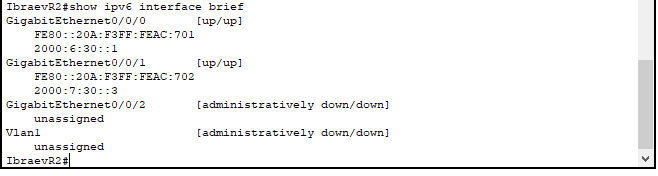 IbraevR2#show ipv6 interface brief
GigabitEthernet0/0/0       [up/up]
    FE80::20A:F3FF:FEAC:701
    2000:6:30::1
GigabitEthernet0/0/1       [up/up]
    FE80::20A:F3FF:FEAC:702
    2000:7:30::3
GigabitEthernet0/0/2       [administratively down/down]
    unassigned
Vlan1                      [administratively down/down]
    unassigned
IbraevR2#